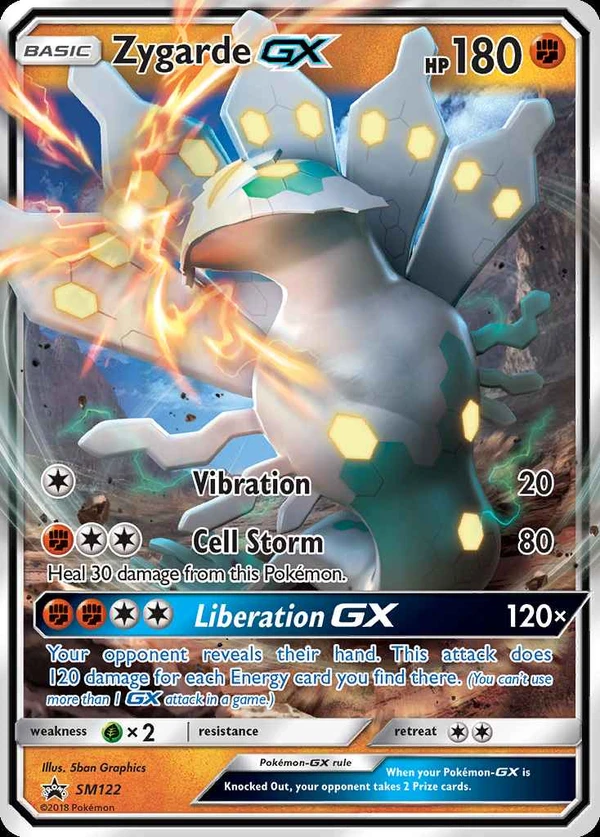 BASIC Zygarde GX HP 180
Vibration 20
Cell Storm 80
Heal 30 damage from this Pokémon.
Liberation GX 120×
Your opponent reveals their hand. This attack does
120 damage for each Energy card you find there. (You can't use
more than 1 GX attack in a game.)
weakness ×2 resistance retreat
Illus. 5ban Graphics
Pokémon-GX rule
When your Pokémon-GX is
Knocked Out, your opponent takes 2 Prize cards.
SM122
©2018 Pokémon